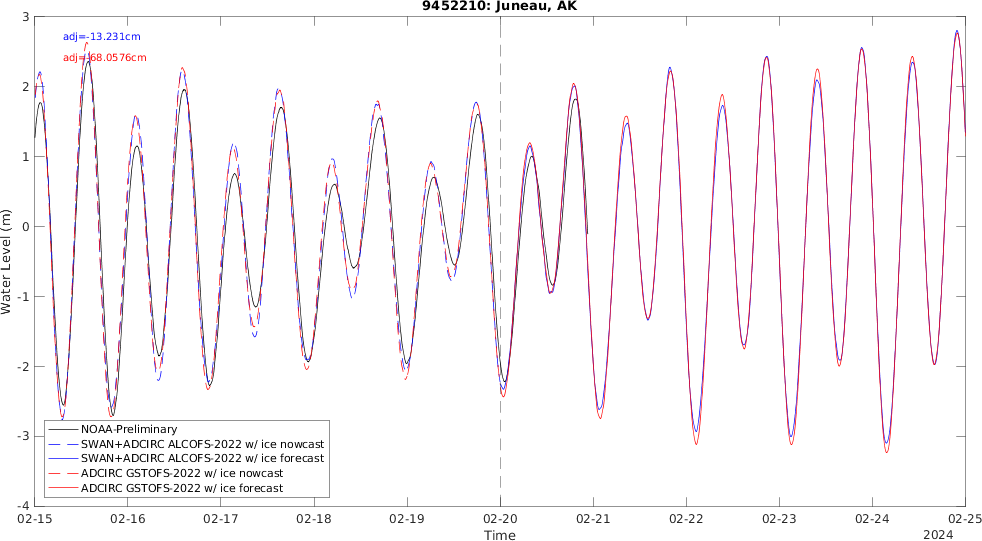 9452210: Juneau, AK
adj=-13.231cm
adj=-68.0576cm
3
2
1
0
-1
-2
-3
-4
Water Level (m)
NOAA-Preliminary
SWAN+ADCIRC ALCOFS-2022 w/ ice nowcast
SWAN+ADCIRC ALCOFS-2022 w/ ice forecast
ADCIRC GSTOFS-2022 w/ ice nowcast
ADCIRC GSTOFS-2022 w/ ice forecast
02-15 02-16 02-17 02-18 02-19 02-20 02-21 02-22 02-23 02-24 02-25
Time
2024